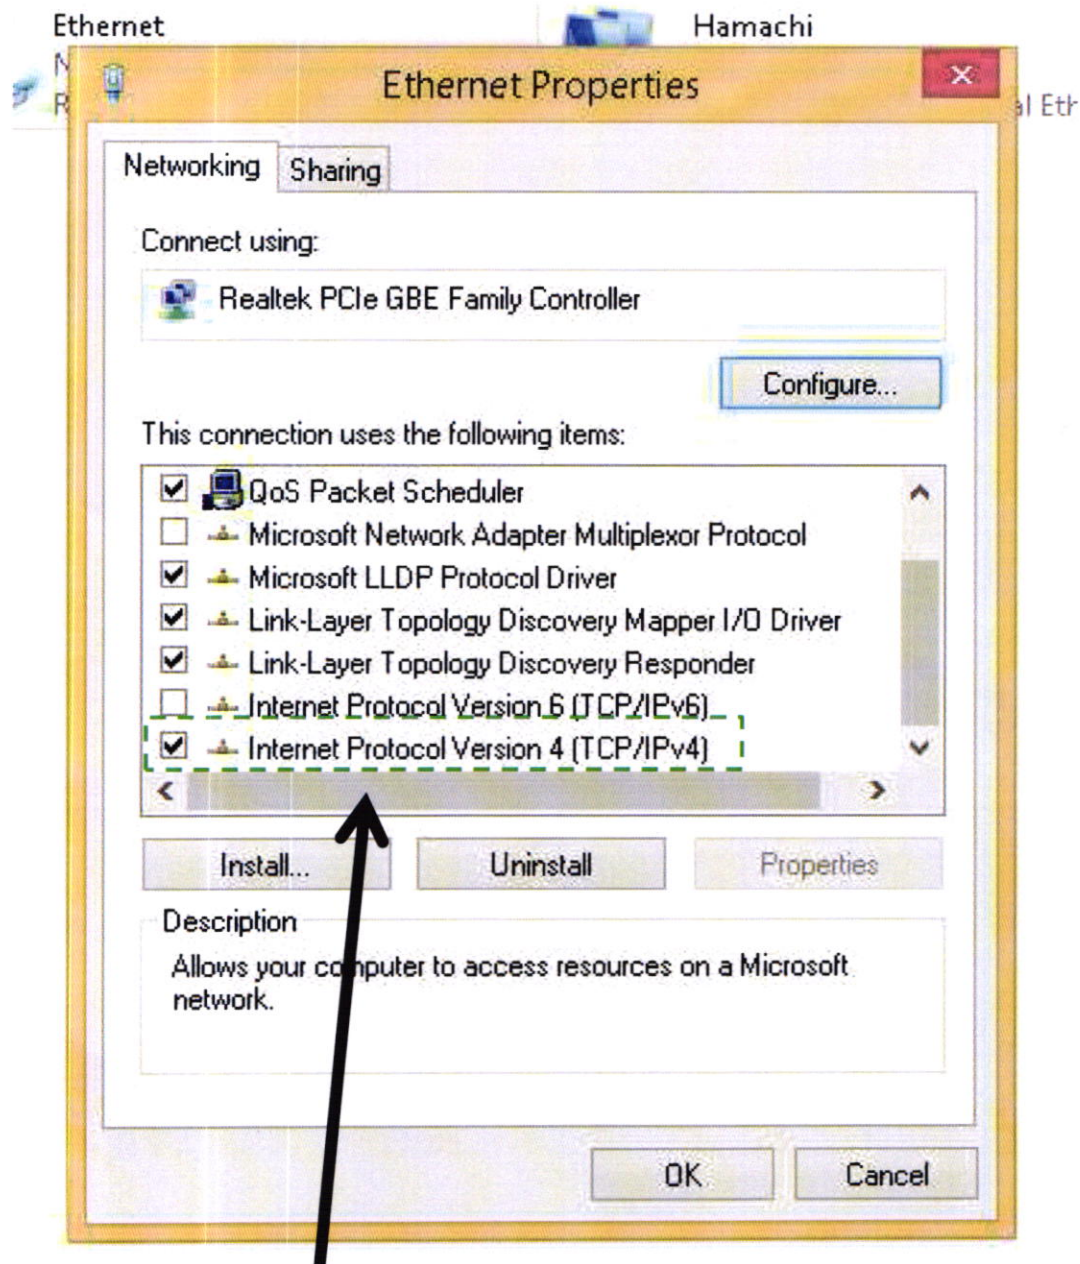 Ethernet
Hamachi
Ethernet Properties
al Eth
Networking
Sharing
Connect using:
Realtek PCIe GBE Family Controller
Configure...
This connection uses the following items:
QoS Packet Scheduler
Microsoft Network Adapter Multiplexor Protocol
Microsoft LLDP Protocol Driver
Link-Layer Topology Discovery Mapper I/O Driver
Link-Layer Topology Discovery Responder
Internet Protocol Version 6 (TCP/IPv6)
Internet Protocol Version 4 (TCP/IPv4)
Install...
Uninstall
Properties
Description
Allows your computer to access resources on a Microsoft
network.
OK
Cancel